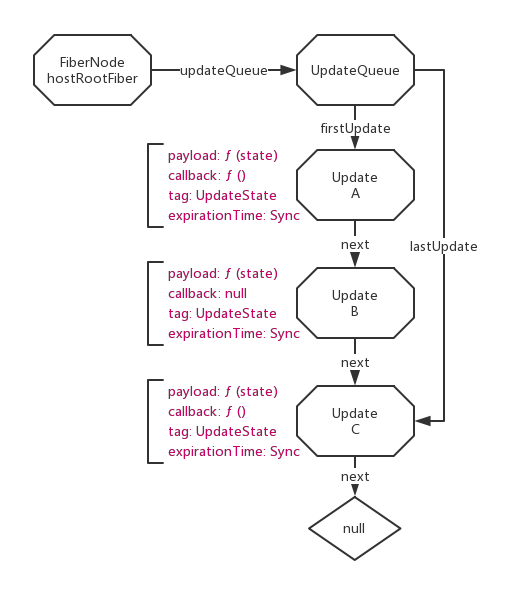 FiberNode
hostRootFiber
updateQueue
UpdateQueue
firstUpdate
payload: ƒ (state)
callback: ƒ ()
tag: UpdateState
expirationTime: Sync
Update
A
next
lastUpdate
payload: ƒ (state)
callback: null
tag: UpdateState
expirationTime: Sync
Update
B
next
payload: ƒ (state)
callback: ƒ ()
tag: UpdateState
expirationTime: Sync
Update
C
next
null